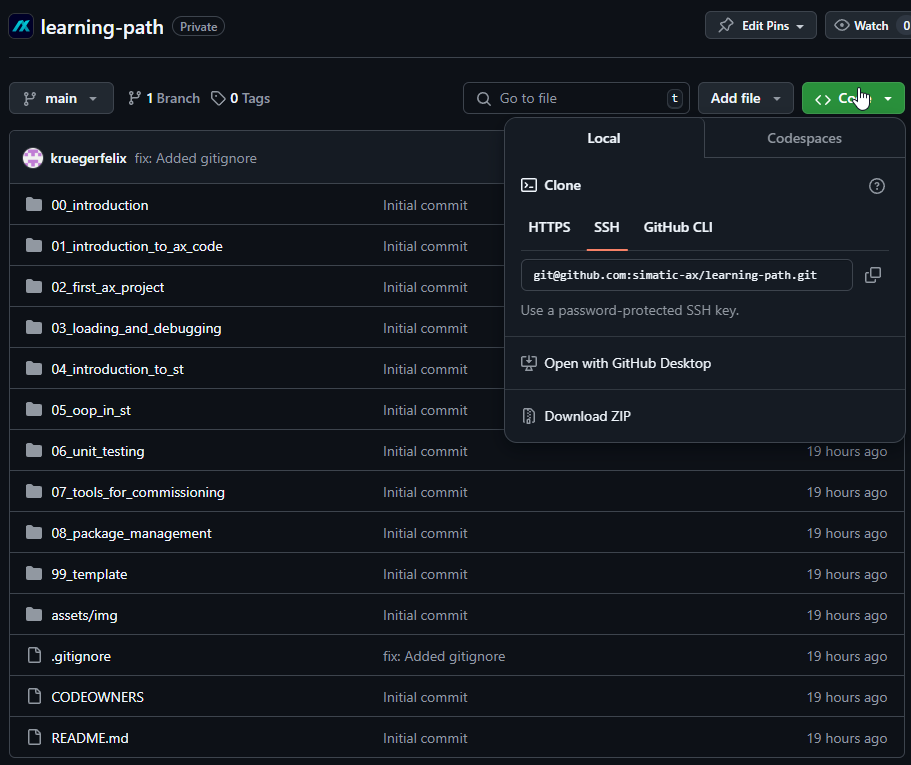 learning-path Private Edit Pins Watch 0
main 1 Branch 0 Tags Go to file t Add file
Local Codespaces
kruegerfelix fix: Added gitignore
Clone
00_introduction Initial commit
HTTPS SSH GitHub CLI
01_introduction_to_ax_code Initial commit
git@github.com:simatic-ax/learning-path.git
02_first_ax_project Initial commit
Use a password-protected SSH key.
03_loading_and_debugging Initial commit
Open with GitHub Desktop
04_introduction_to_st Initial commit
05_oop_in_st Initial commit
Download ZIP
06_unit_testing Initial commit 19 hours ago
07_tools_for_commissioning Initial commit 19 hours ago
08_package_management Initial commit 19 hours ago
99_template Initial commit 19 hours ago
assets/img Initial commit 19 hours ago
.gitignore fix: Added gitignore 19 hours ago
CODEOWNERS Initial commit 19 hours ago
README.md Initial commit 19 hours ago